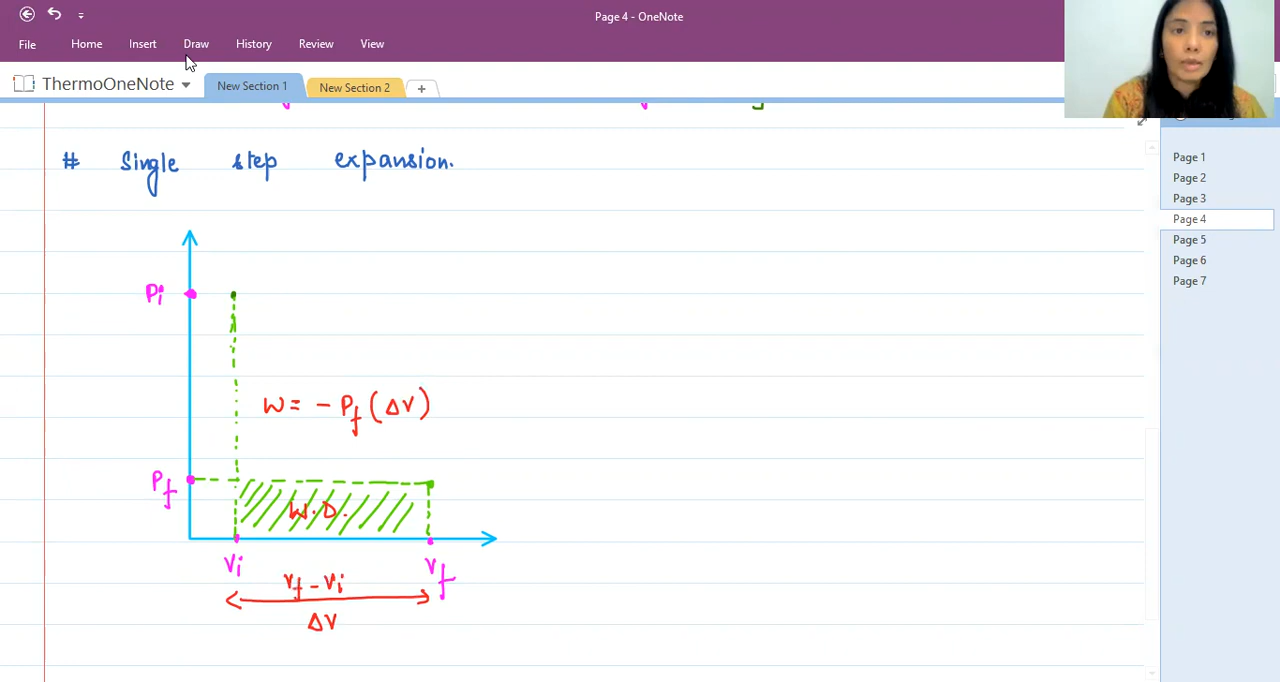 Page 4 - OneNote
File Home Insert Draw History Review View
ThermoOneNote New Section 1 New Section 2 +
# Single step expansion.
Pi
W = - Pf (ΔV)
Pf
W.D.
Vi Vf
Vf - Vi
ΔV
Page 1
Page 2
Page 3
Page 4
Page 5
Page 6
Page 7